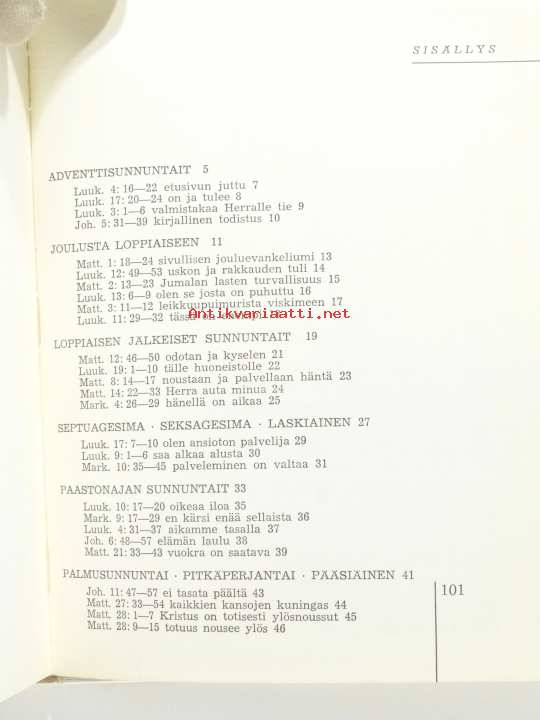 SISÄLLYS
ADVENTTISUNNUNTAIT 5
Luuk. 4: 16—22 etusivun juttu 7
Luuk. 17: 20—24 on ja tulee 8
Luuk. 3: 1—6 valmistakaa Herralle tie 9
Joh. 5: 31—39 kirjallinen todistus 10
JOULUSTA LOPPIAISEEN 11
Matt. 1: 18—24 sivullisen jouluevankeliumi 13
Luuk. 12: 49—53 uskon ja rakkauden tuli 14
Matt. 2: 13—23 Jumalan lasten turvallisuus 15
Luuk. 13: 6—9 olen se josta on puhuttu 16
Matt. 3: 11—12 leikkuupuimurista viskimeen 17
Luuk. 11: 29—32 tässä
Antikvariaatti.net
LOPPIAISEN JÄLKEISET SUNNUNTAIT 19
Matt. 12: 46—50 odotan ja kyselen 21
Luuk. 19: 1—10 tälle huoneistolle 22
Matt. 8: 14—17 noustaan ja palvellaan häntä 23
Matt. 14: 22—33 Herra auta minua 24
Mark. 4: 26—29 hänellä on aikaa 25
SEPTUAGESIMA · SEKSAGESIMA · LASKIAINEN 27
Luuk. 17: 7—10 olen ansioton palvelija 29
Luuk. 9: 1—6 saa alkaa alusta 30
Mark. 10: 35—45 palveleminen on valtaa 31
PAASTONAJAN SUNNUNTAIT 33
Luuk. 10: 17—20 oikeaa iloa 35
Mark. 9: 17—29 en kärsi enää sellaista 36
Luuk. 4: 31—37 aikamme tasalla 37
Joh. 6: 48—57 elämän laulu 38
Matt. 21: 33—43 vuokra on saatava 39
PALMUSUNNUNTAI · PITKÄPERJANTAI · PÄÄSIÄINEN 41
Joh. 11: 47—57 ei tasata päältä 43
Matt. 27: 33—54 kaikkien kansojen kuningas 44
Matt. 28: 1—7 Kristus on totisesti ylösnoussut 45
Matt. 28: 9—15 totuus nousee ylös 46
101